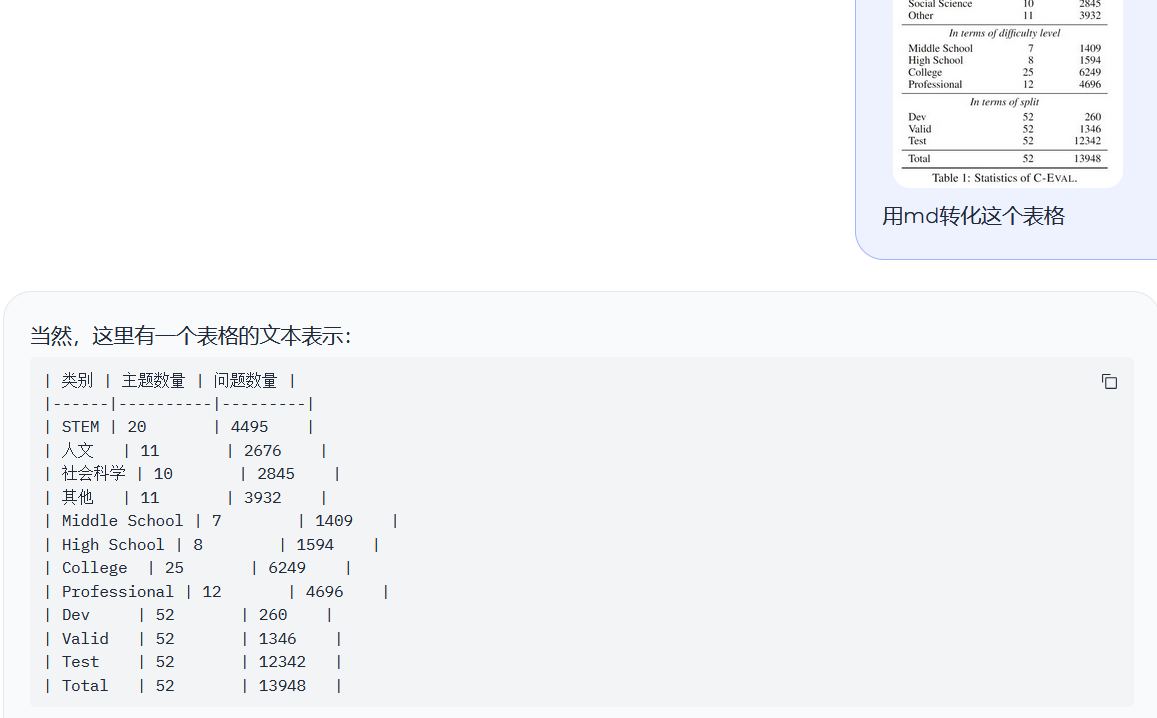 Social Science 10 2845
Other 11 3932
In terms of difficulty level
Middle School 7 1409
High School 8 1594
College 25 6249
Professional 12 4696
In terms of split
Dev 52 260
Valid 52 1346
Test 52 12342
Total 52 13948
Table 1: Statistics of C-EVAL.
用md转化这个表格
当然，这里有一个表格的文本表示：
| 类别 | 主题数量 | 问题数量 |
|------|----------|---------|
| STEM | 20       | 4495    |
| 人文   | 11       | 2676    |
| 社会科学 | 10       | 2845    |
| 其他   | 11       | 3932    |
| Middle School | 7        | 1409    |
| High School | 8        | 1594    |
| College  | 25       | 6249    |
| Professional | 12       | 4696    |
| Dev     | 52       | 260    |
| Valid   | 52       | 1346    |
| Test    | 52       | 12342   |
| Total   | 52       | 13948   |